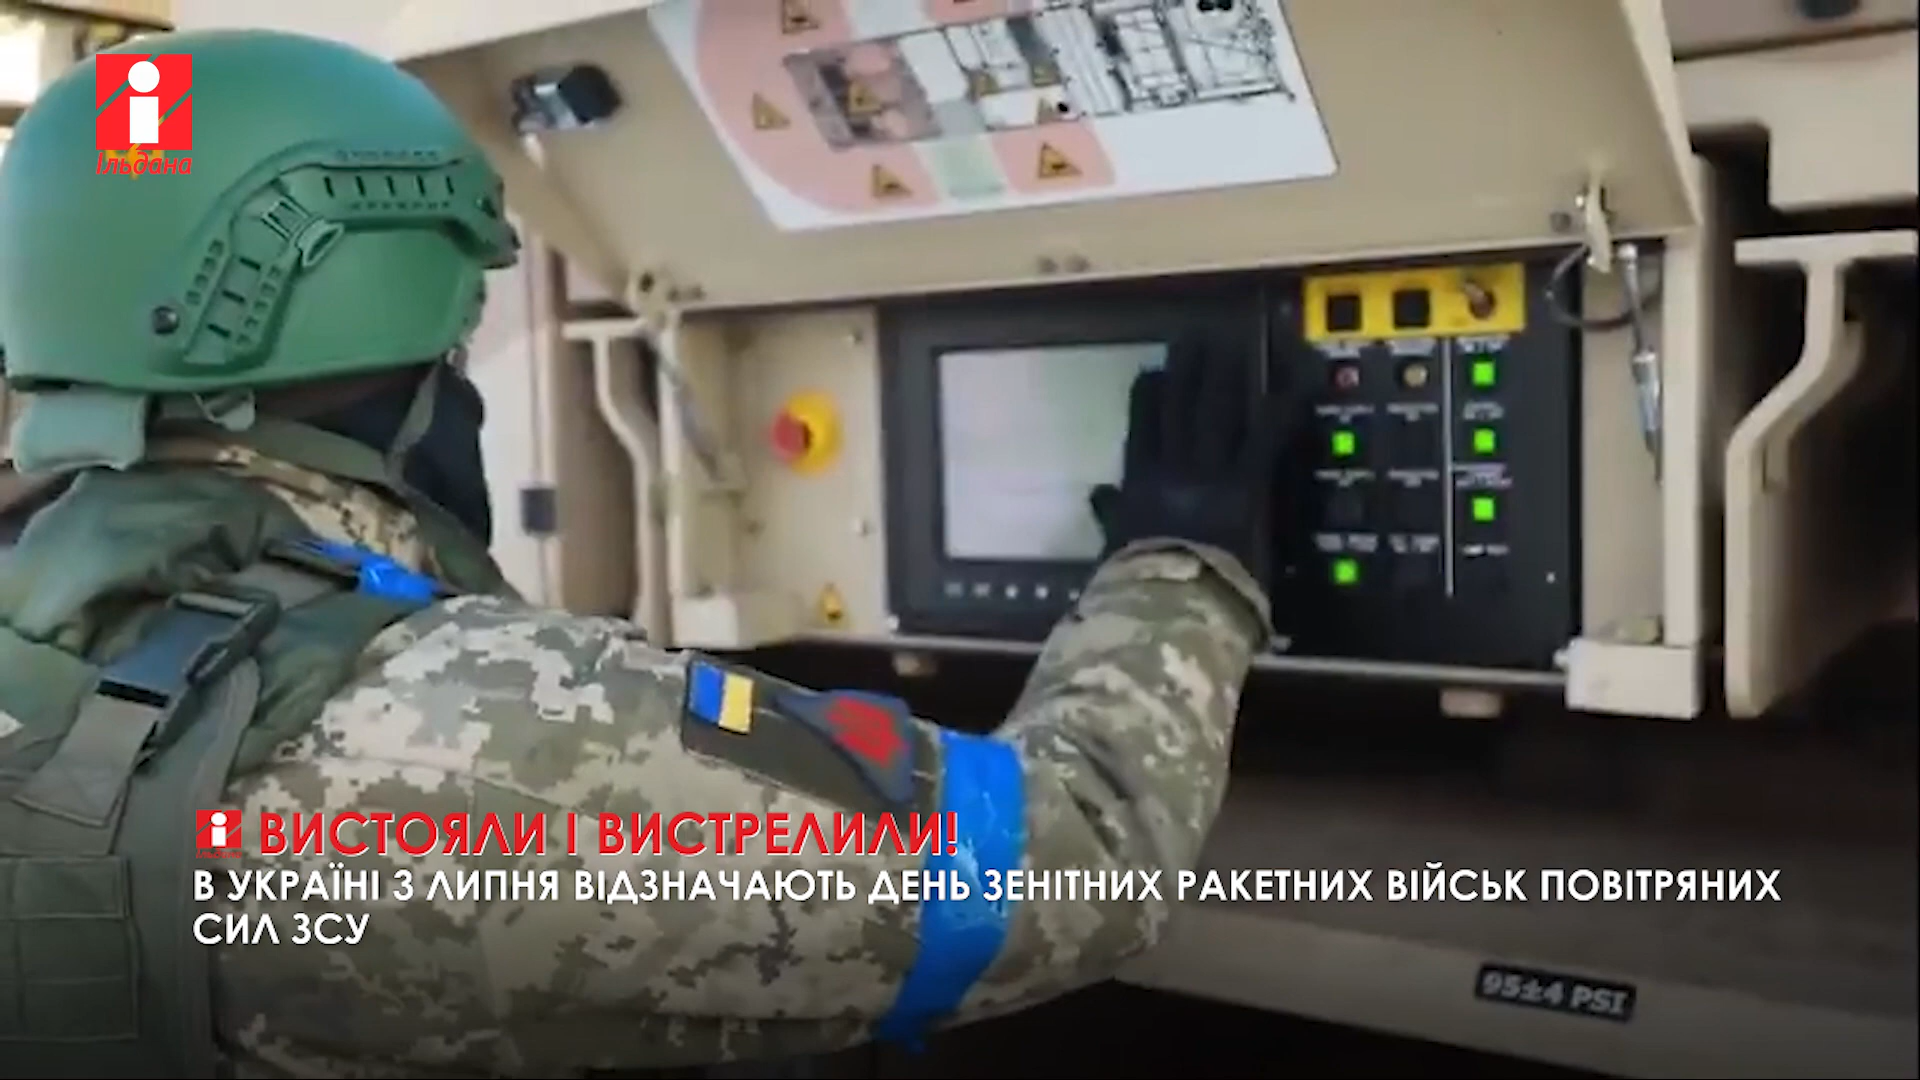 Ільдана
ВИСТОЯЛИ І ВИСТРЕЛИЛИ!
В УКРАЇНІ 3 ЛИПНЯ ВІДЗНАЧАЮТЬ ДЕНЬ ЗЕНІТНИХ РАКЕТНИХ ВІЙСЬК ПОВІТРЯНИХ
СИЛ ЗСУ
95±4 PSI